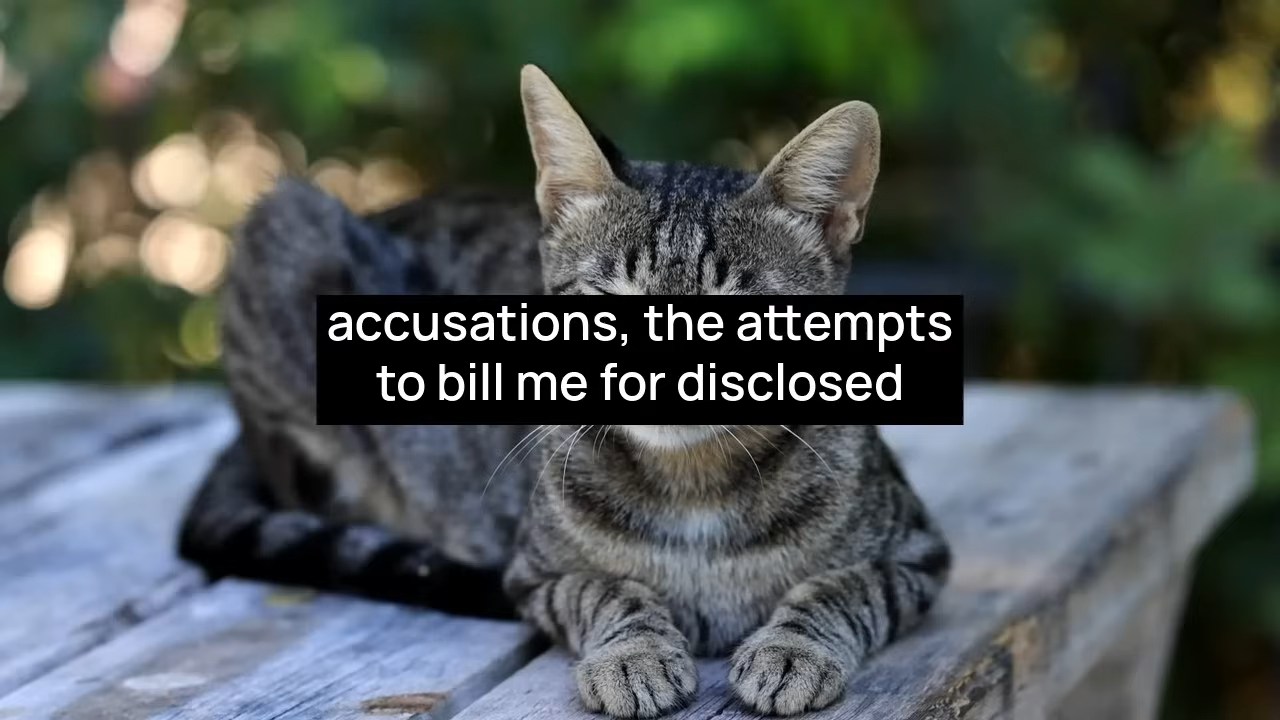 accusations, the attempts
to bill me for disclosed